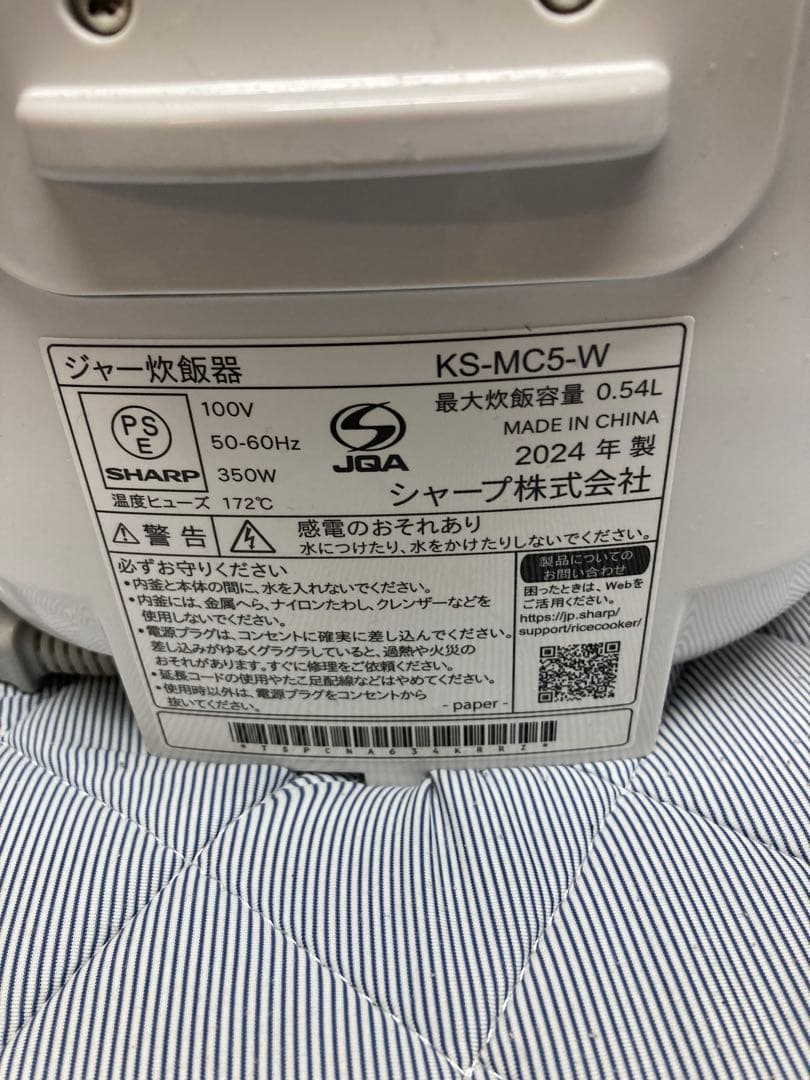 ジャー炊飯器 KS-MC5-W
PSE
SHARP
100V
50-60Hz
350W
JQA
最大炊飯容量 0.54L
MADE IN CHINA
2024 年 製
温度ヒューズ 172℃
シャープ株式会社
警告
感電のおそれあり
水につけたり、水をかけたりしないでください。
必ずお守りください
•内釜と本体の間に、水を入れないでください。
•内釜には、金属へら、ナイロンたわし、クレンザーなどを
使用しないでください。
•電源プラグは、コンセントに確実に差し込んでください。
差し込みがゆるくグラグラしていると、過熱や火災の
おそれがあります。すぐに修理をご依頼ください。
•延長コードの使用やたこ足配線などはやめてください。
•使用時以外は、電源プラグをコンセントから
抜いてください。
- paper -
製品についての
お問い合わせ
困ったときは、Webを
ご活用ください。
https://jp.sharp/
support/ricecooker/
*TSPCNA634KRRZ*